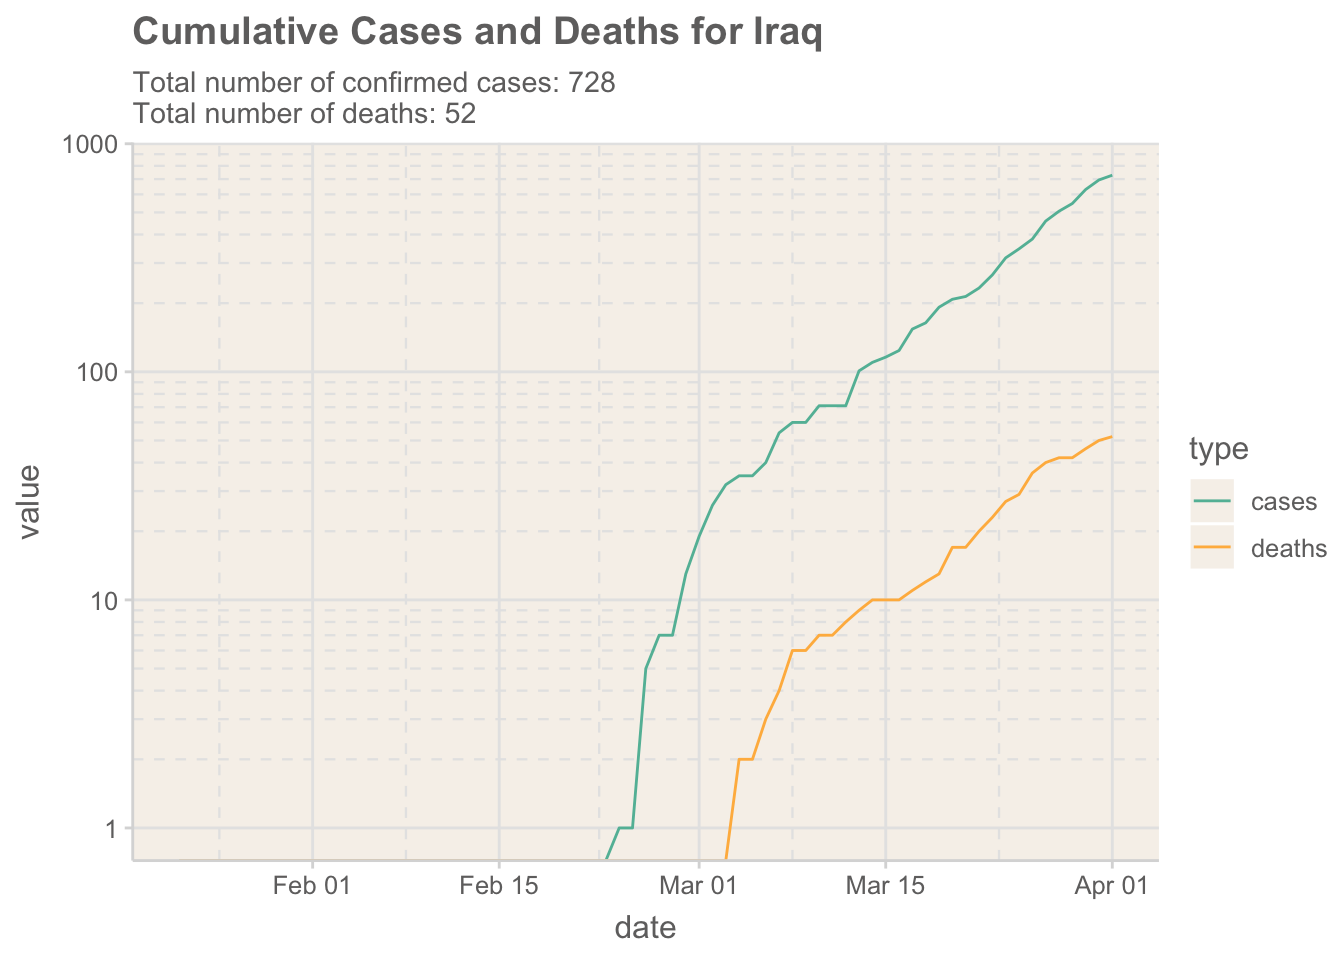 Cumulative Cases and Deaths for Iraq
Total number of confirmed cases: 728
Total number of deaths: 52
1000
100
10
1
value
Feb 01
Feb 15
Mar 01
Mar 15
Apr 01
date
type
cases
deaths